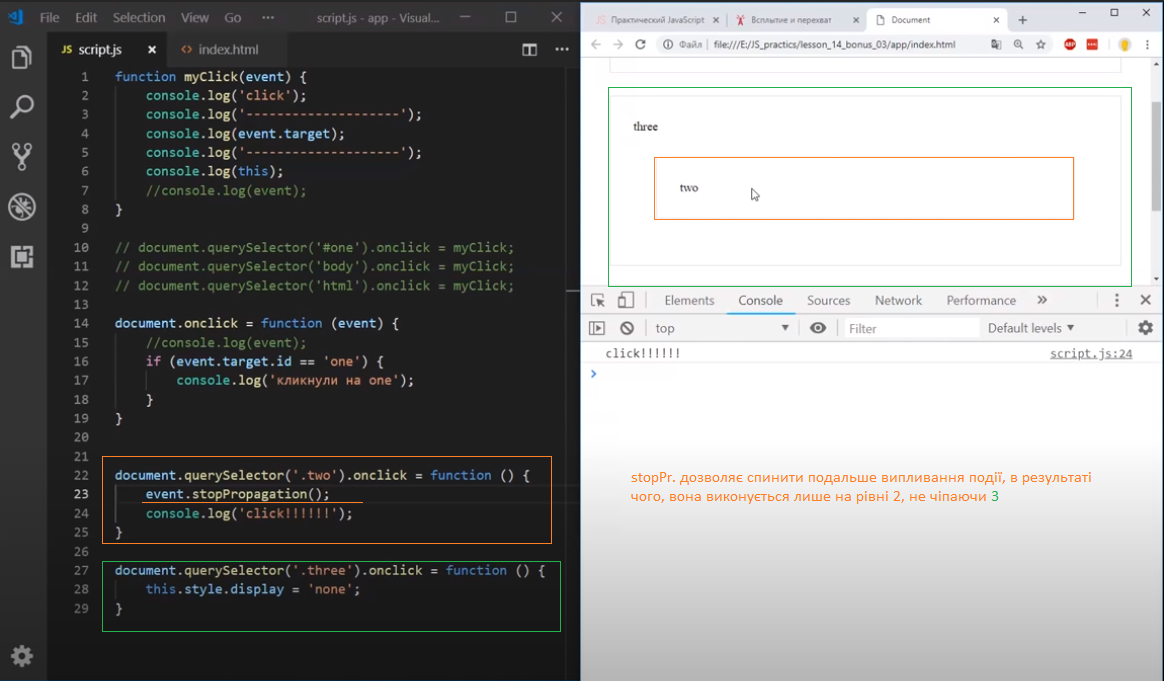 File Edit Selection View Go ··· script.js - app - Visual...
JS script.js × <> index.html ···
1 function myClick(event) {
2 console.log('click');
3 console.log('--------------------');
4 console.log(event.target);
5 console.log('--------------------');
6 console.log(this);
7 //console.log(event);
8 }
9
10 // document.querySelector('#one').onclick = myClick;
11 // document.querySelector('body').onclick = myClick;
12 // document.querySelector('html').onclick = myClick;
13
14 document.onclick = function (event) {
15 //console.log(event);
16 if (event.target.id == 'one') {
17 console.log('кликнули на one');
18 }
19 }
20
21
22 document.querySelector('.two').onclick = function () {
23 event.stopPropagation();
24 console.log('click!!!!!!');
25 }
26
27 document.querySelector('.three').onclick = function () {
28 this.style.display = 'none';
29 }
JS Практический JavaScript × Всплытие и перехват × Document × +
Файл | file:///E:/JS_practics/lesson_14_bonus_03/app/index.html ABP
three
two
Elements Console Sources Network Performance »
top Filter Default levels ▼
click!!!!!! script.js:24
>
stopPr. дозволяє спинити подальше випливання події, в результаті
чого, вона виконується лише на рівні 2, не чіпаючи 3